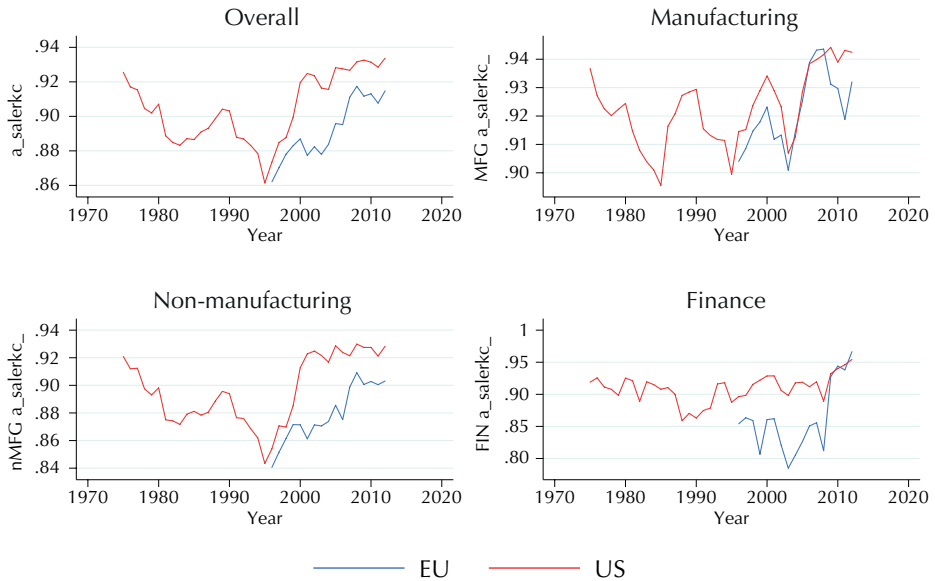 Overall
a_salerkc
.94
.92
.90
.88
.86
1970 1980 1990 2000 2010 2020
Year
Manufacturing
MFG a_salerkc_
.94
.93
.92
.91
.90
1970 1980 1990 2000 2010 2020
Year
Non-manufacturing
nMFG a_salerkc_
.94
.92
.90
.88
.86
.84
1970 1980 1990 2000 2010 2020
Year
Finance
FIN a_salerkc_
1
.95
.90
.85
.80
1970 1980 1990 2000 2010 2020
Year
EU US